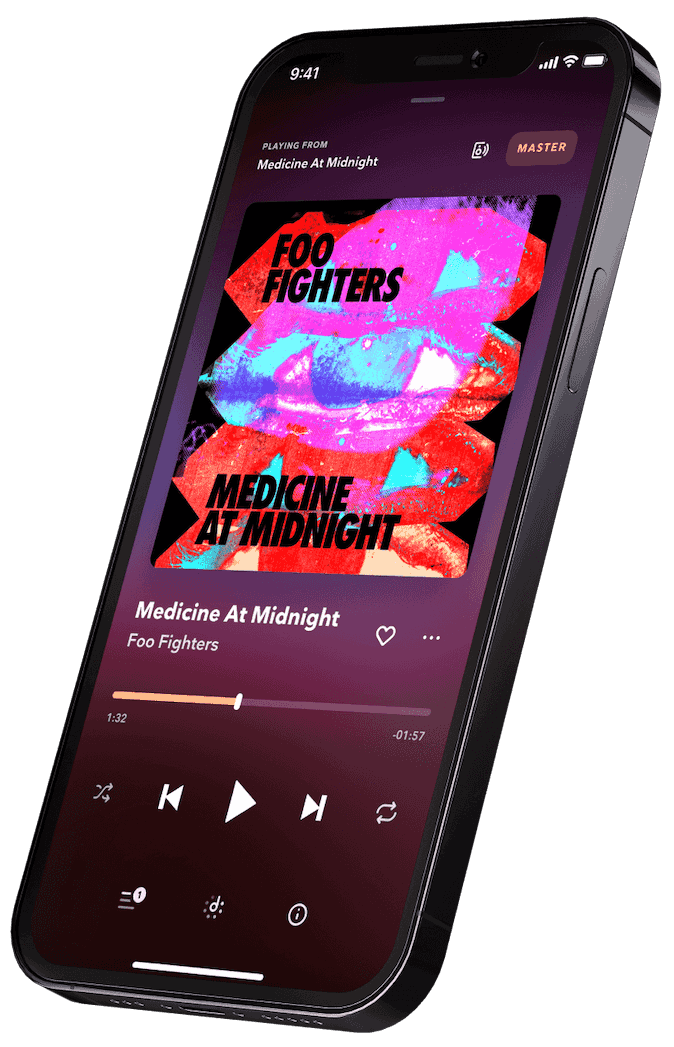 9:41
PLAYING FROM
Medicine At Midnight
MASTER
FOO
FIGHTERS
MEDICINE
AT MIDNIGHT
Medicine At Midnight
Foo Fighters
1:32
-01:57
1